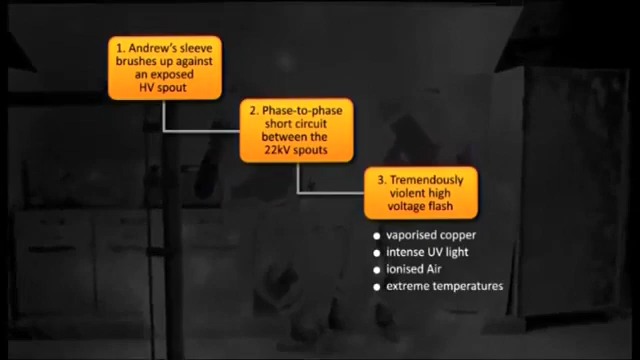 1. Andrew's sleeve
brushes up against
an exposed
HV spout
2. Phase-to-phase
short circuit
between the
22kV spouts
3. Tremendously
violent high
voltage flash
● vaporised copper
● intense UV light
● ionised Air
● extreme temperatures